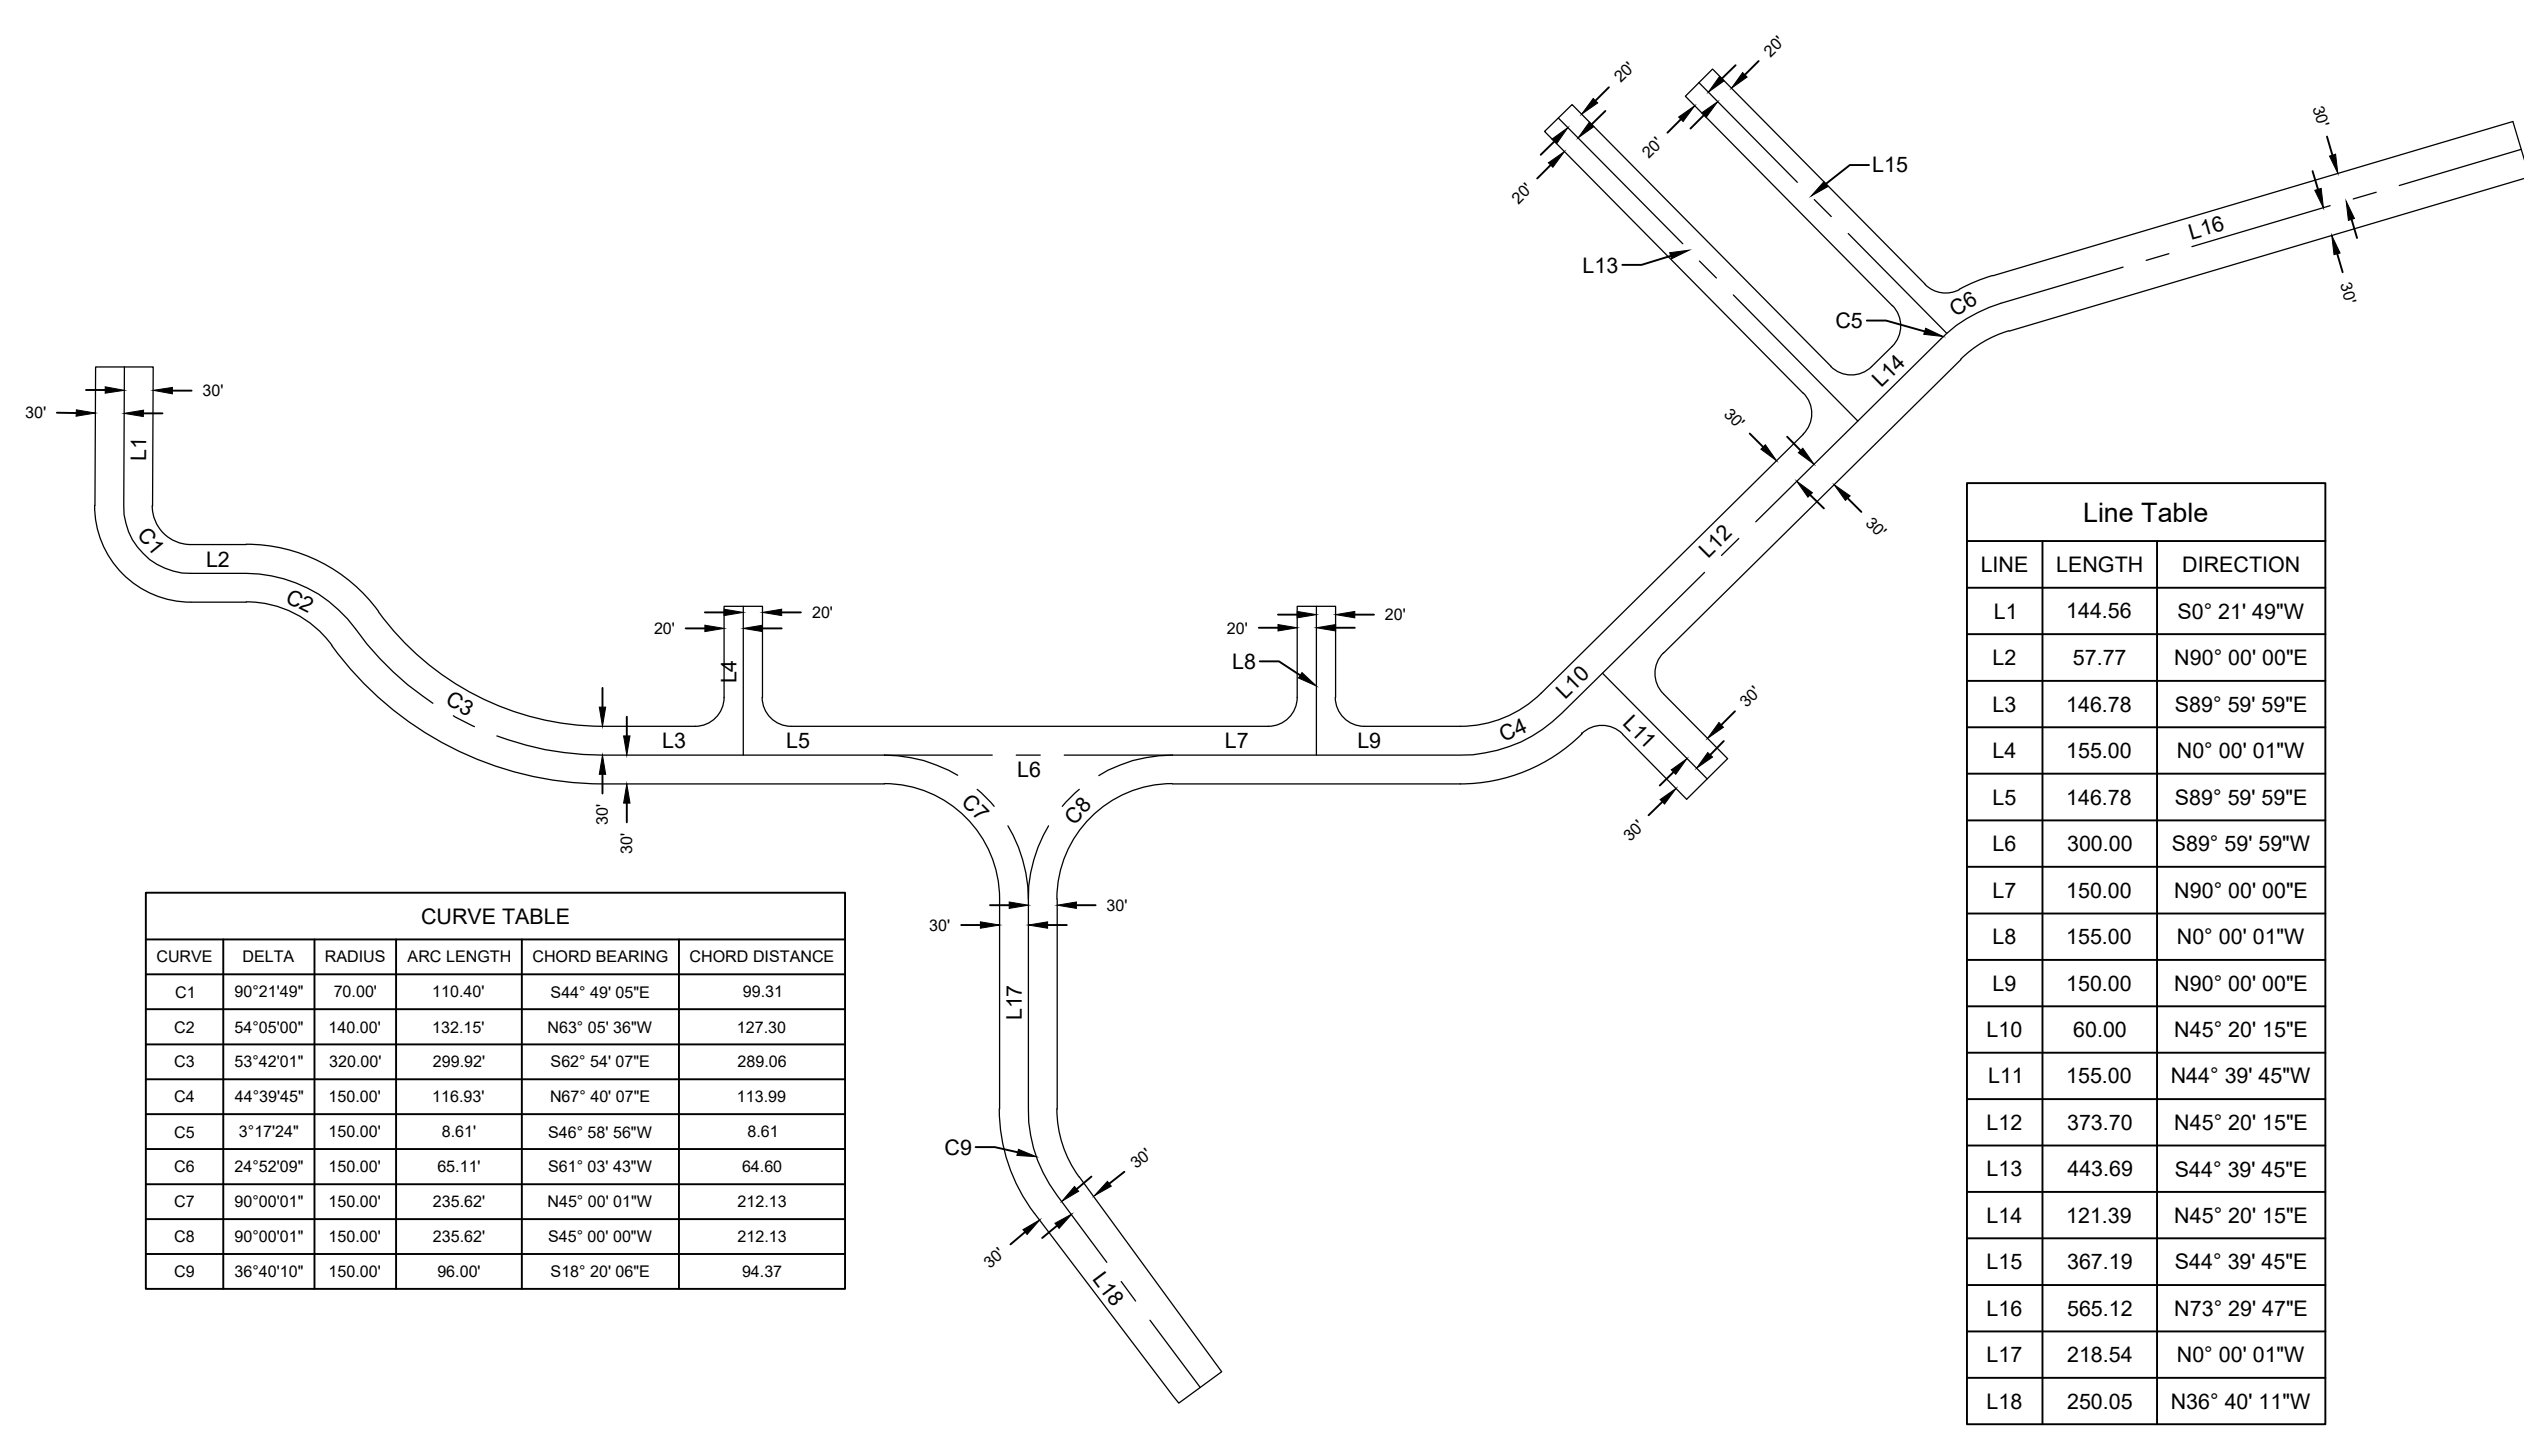 20'
20'
20'
20'
L15
L13
30'
L16
30'
C6
C5
L14
30'
30'
L1
30'
30'
C1
L2
C2
C3
L3
L4
20'
20'
L5
30'
30'
L6
C7
C8
L7
L8
20'
20'
L9
C4
L10
L11
30'
30'
L12
30'
30'
L17
C9
30'
30'
L18
CURVE TABLE
CURVE DELTA RADIUS ARC LENGTH CHORD BEARING CHORD DISTANCE
C1 90°21'49" 70.00' 110.40' S44° 49' 05"E 99.31
C2 54°05'00" 140.00' 132.15' N63° 05' 36"W 127.30
C3 53°42'01" 320.00' 299.92' S62° 54' 07"E 289.06
C4 44°39'45" 150.00' 116.93' N67° 40' 07"E 113.99
C5 3°17'24" 150.00' 8.61' S46° 58' 56"W 8.61
C6 24°52'09" 150.00' 65.11' S61° 03' 43"W 64.60
C7 90°00'01" 150.00' 235.62' N45° 00' 01"W 212.13
C8 90°00'01" 150.00' 235.62' S45° 00' 00"W 212.13
C9 36°40'10" 150.00' 96.00' S18° 20' 06"E 94.37
Line Table
LINE LENGTH DIRECTION
L1 144.56 S0° 21' 49"W
L2 57.77 N90° 00' 00"E
L3 146.78 S89° 59' 59"E
L4 155.00 N0° 00' 01"W
L5 146.78 S89° 59' 59"E
L6 300.00 S89° 59' 59"W
L7 150.00 N90° 00' 00"E
L8 155.00 N0° 00' 01"W
L9 150.00 N90° 00' 00"E
L10 60.00 N45° 20' 15"E
L11 155.00 N44° 39' 45"W
L12 373.70 N45° 20' 15"E
L13 443.69 S44° 39' 45"E
L14 121.39 N45° 20' 15"E
L15 367.19 S44° 39' 45"E
L16 565.12 N73° 29' 47"E
L17 218.54 N0° 00' 01"W
L18 250.05 N36° 40' 11"W